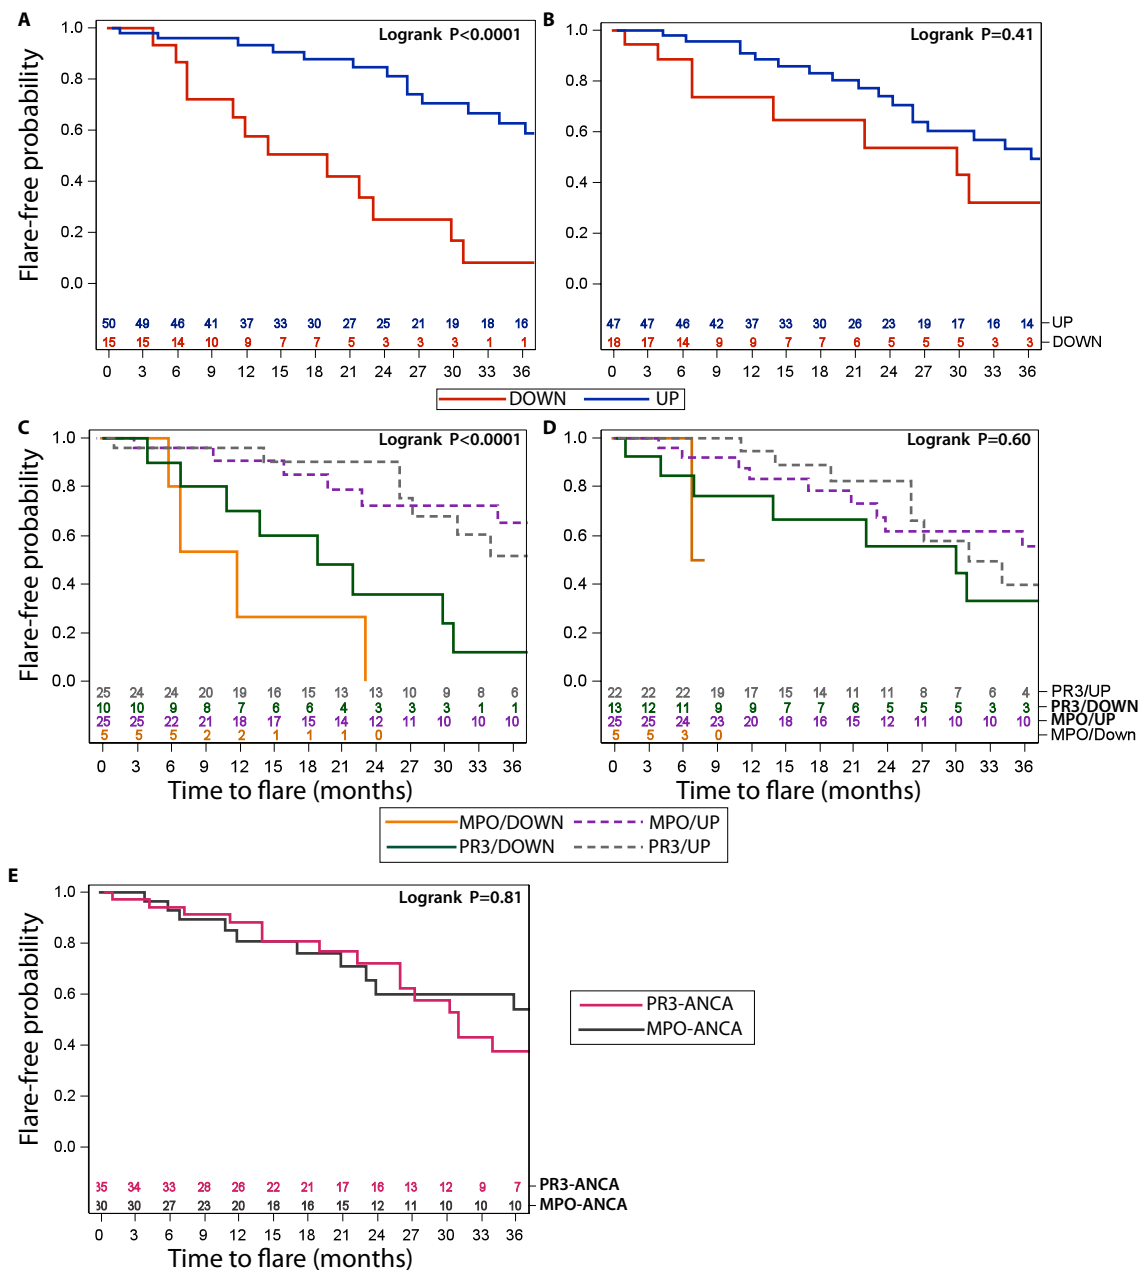 A
Logrank P<0.0001
Flare-free probability
1.0
0.8
0.6
0.4
0.2
0.0
50 49 46 41 37 33 30 27 25 21 19 18 16
15 15 14 10 9 7 7 5 3 3 3 1 1
0 3 6 9 12 15 18 21 24 27 30 33 36
B
Logrank P=0.41
1.0
0.8
0.6
0.4
0.2
0.0
47 47 46 42 37 33 30 26 23 19 17 16 14 UP
18 17 14 9 9 7 7 6 5 5 5 3 3 DOWN
0 3 6 9 12 15 18 21 24 27 30 33 36
DOWN UP
C
Logrank P<0.0001
Flare-free probability
1.0
0.8
0.6
0.4
0.2
0.0
25 24 24 20 19 16 15 13 13 10 9 8 6
10 10 9 8 7 6 6 4 3 3 3 1 1
25 25 22 21 18 17 15 14 12 11 10 10 10
5 5 5 2 2 1 1 1 0
0 3 6 9 12 15 18 21 24 27 30 33 36
Time to flare (months)
D
Logrank P=0.60
1.0
0.8
0.6
0.4
0.2
0.0
22 22 22 19 17 15 14 11 11 8 7 6 4 PR3/UP
13 12 11 9 9 7 7 6 5 5 5 3 3 PR3/DOWN
25 25 24 23 20 18 16 15 12 11 10 10 10 MPO/UP
5 5 3 0 MPO/Down
0 3 6 9 12 15 18 21 24 27 30 33 36
Time to flare (months)
MPO/DOWN MPO/UP
PR3/DOWN PR3/UP
E
Logrank P=0.81
Flare-free probability
1.0
0.8
0.6
0.4
0.2
0.0
35 34 33 28 26 22 21 17 16 13 12 9 7 PR3-ANCA
30 30 27 23 20 18 16 15 12 11 10 10 10 MPO-ANCA
0 3 6 9 12 15 18 21 24 27 30 33 36
Time to flare (months)
PR3-ANCA
MPO-ANCA